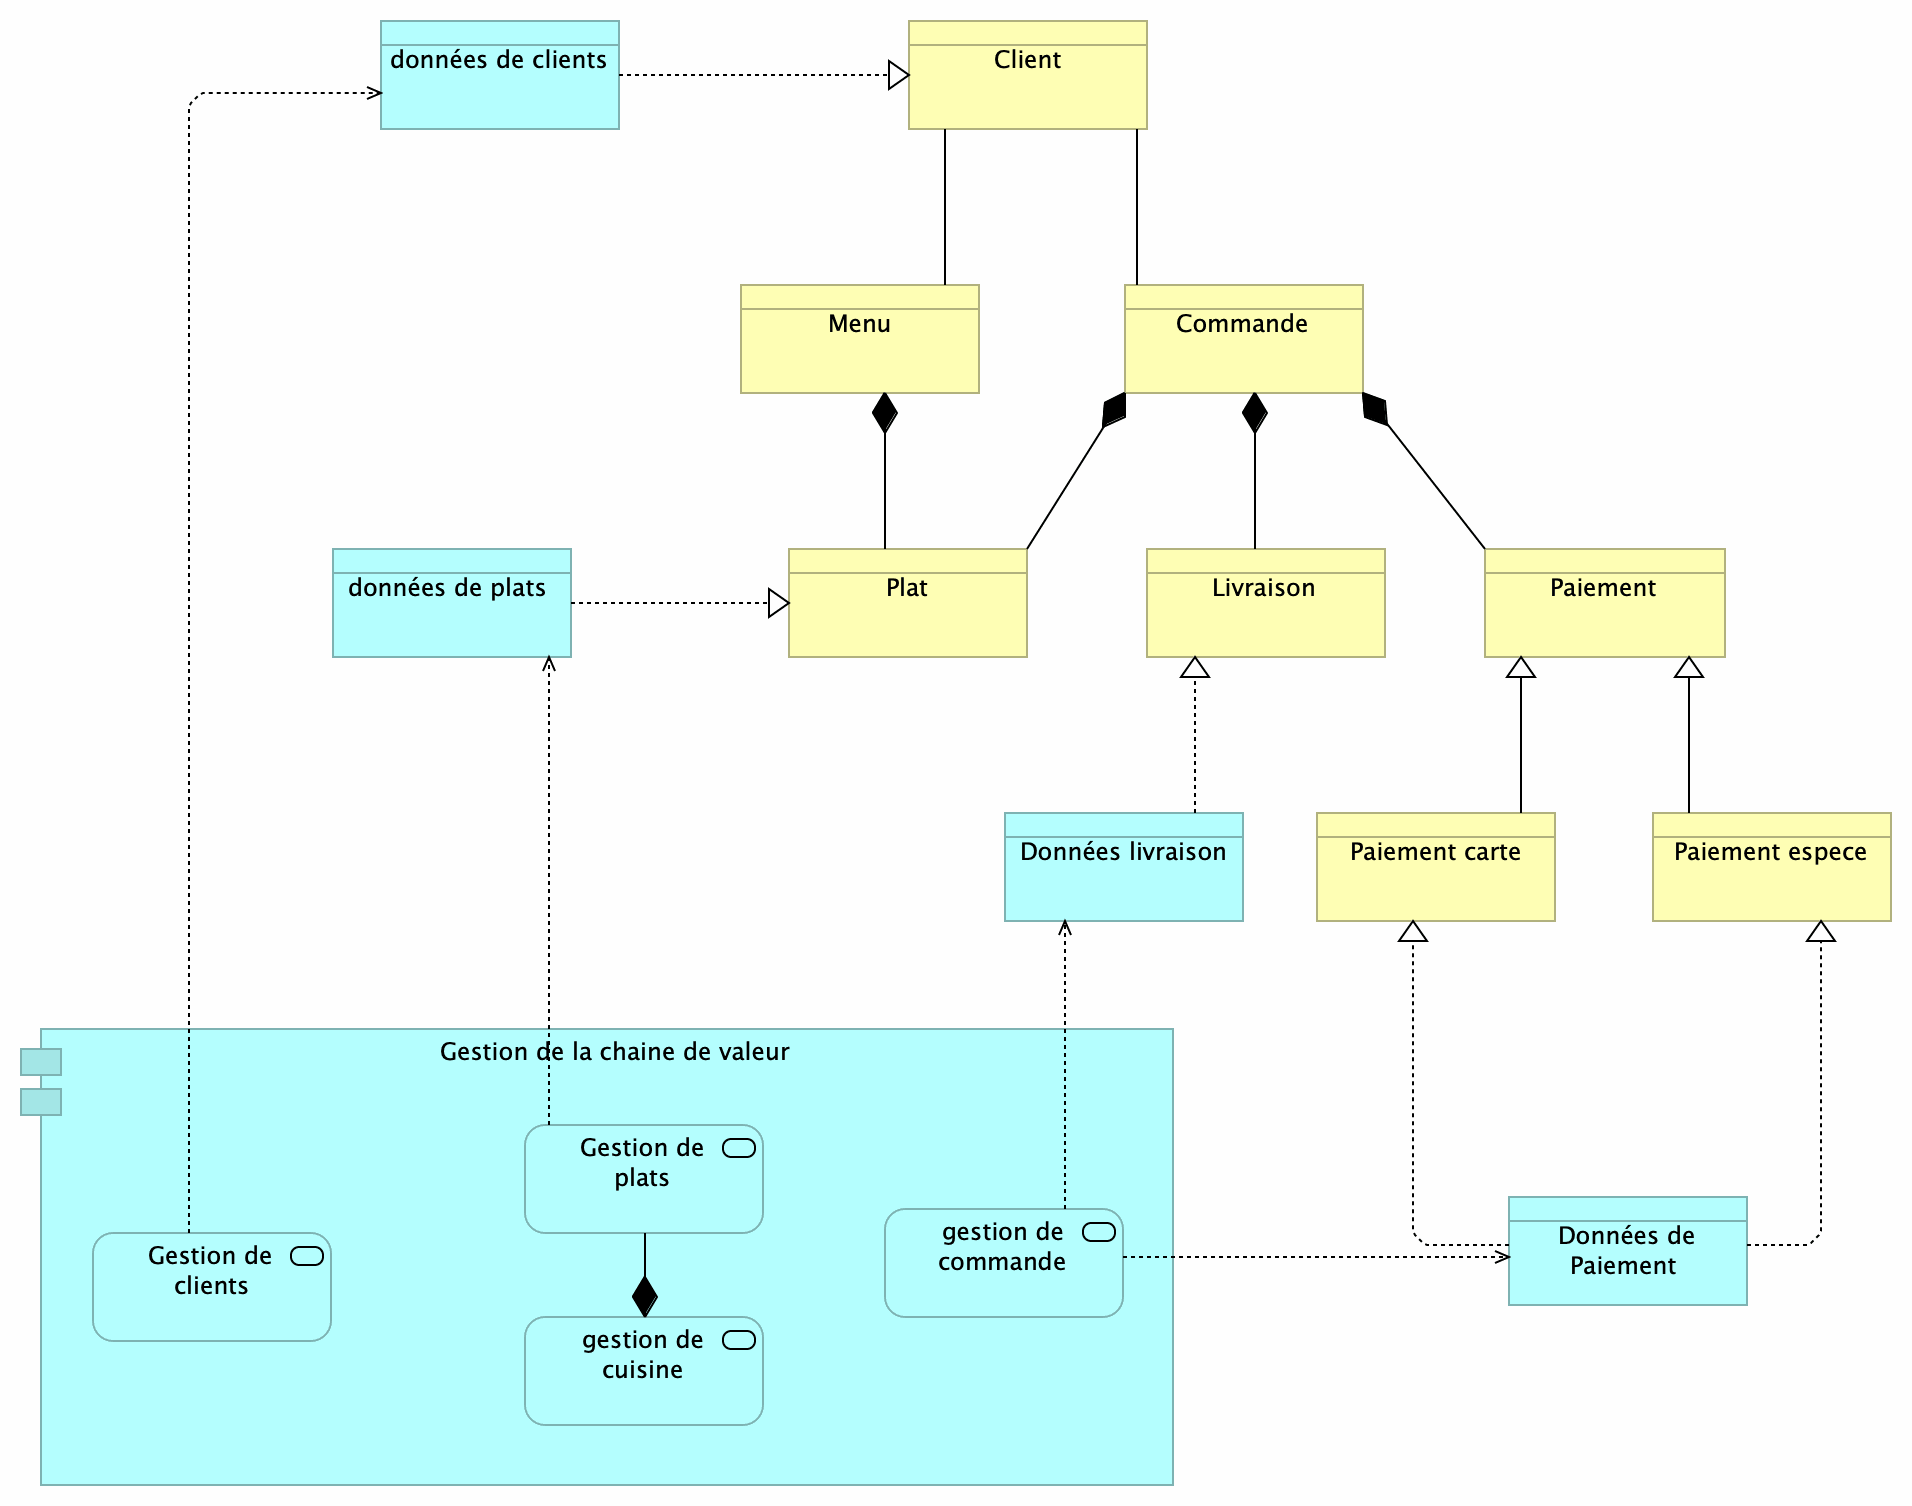 données de clients
Client
Menu
Commande
données de plats
Plat
Livraison
Paiement
Données livraison
Paiement carte
Paiement espece
Gestion de la chaine de valeur
Gestion de
plats
gestion de
commande
Gestion de
clients
Données de
Paiement
gestion de
cuisine